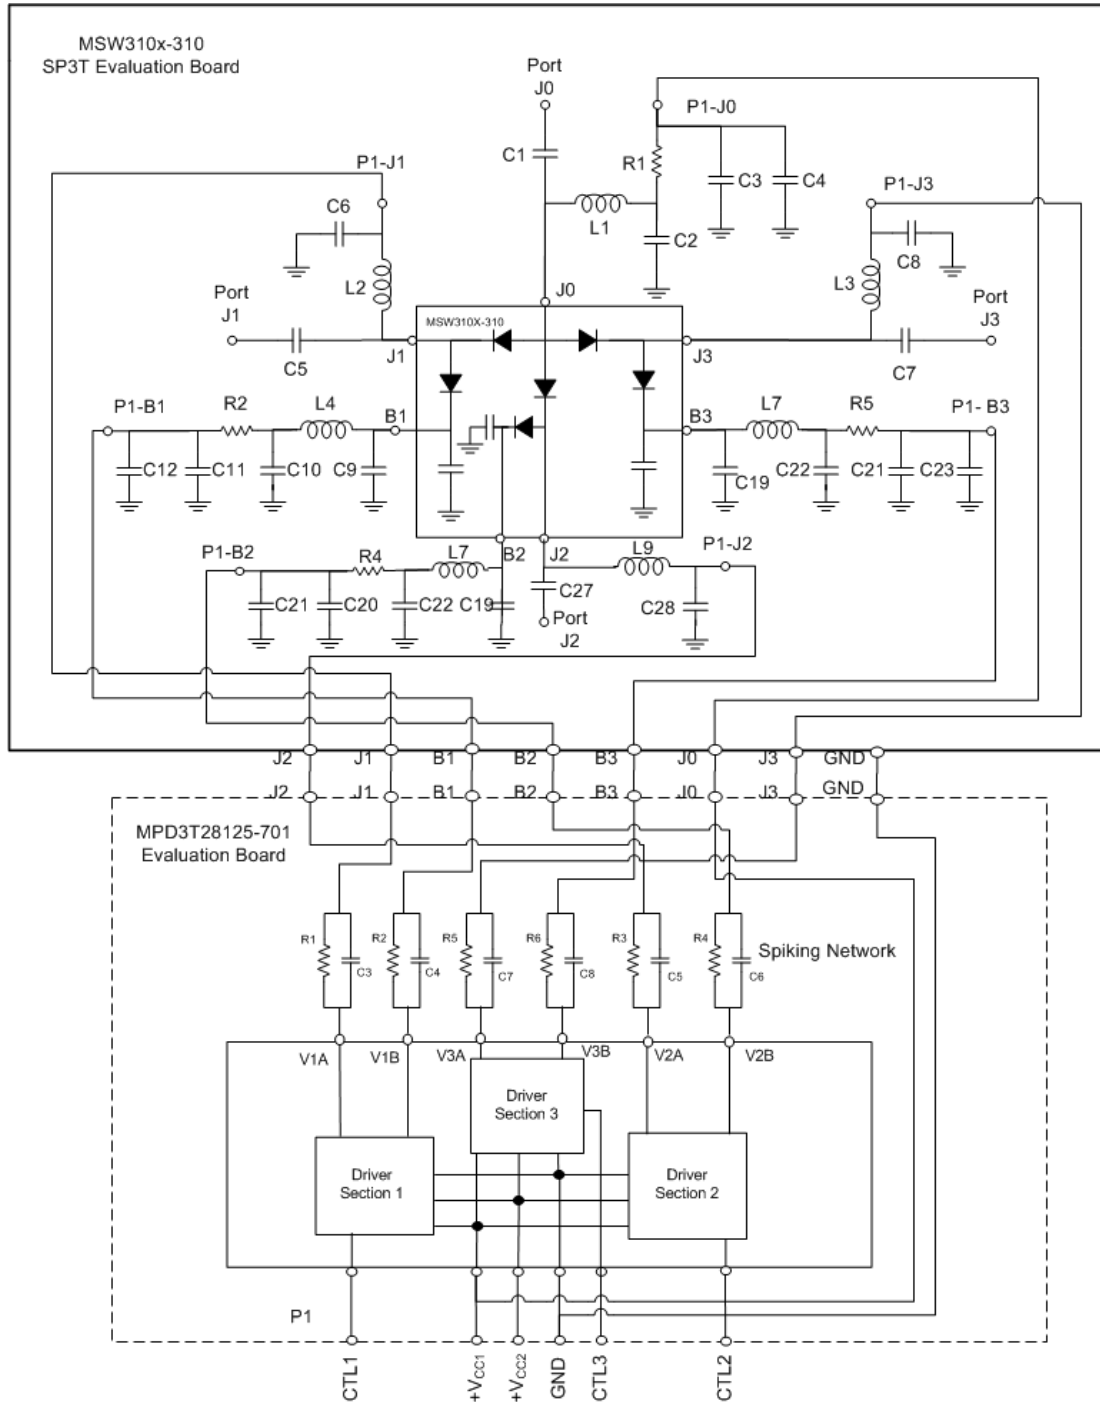 MSW310x-310
SP3T Evaluation Board
Port
J0
P1-J0
C1
R1
C3
C4
P1-J1
P1-J3
C6
L1
C2
C8
L2
L3
Port
J1
J0
Port
J3
MSW310X-310
C5
J1
J3
C7
P1-B1
R2
L4
B1
B3
L7
R5
P1- B3
C12
C11
C10
C9
C19
C22
C21
C23
P1-B2
R4
L7
B2
J2
L9
P1-J2
C21
C20
C22
C19
C27
C28
Port
J2
J2
J1
B1
B2
B3
J0
J3
GND
J2
J1
B1
B2
B3
J0
J3
GND
MPD3T28125-701
Evaluation Board
R1
C3
R2
C4
R5
C7
R6
C8
R3
C5
R4
C6
Spiking Network
V1A
V1B
V3A
V3B
V2A
V2B
Driver
Section 3
Driver
Section 1
Driver
Section 2
P1
CTL1
+VCC1
+VCC2
GND
CTL3
CTL2